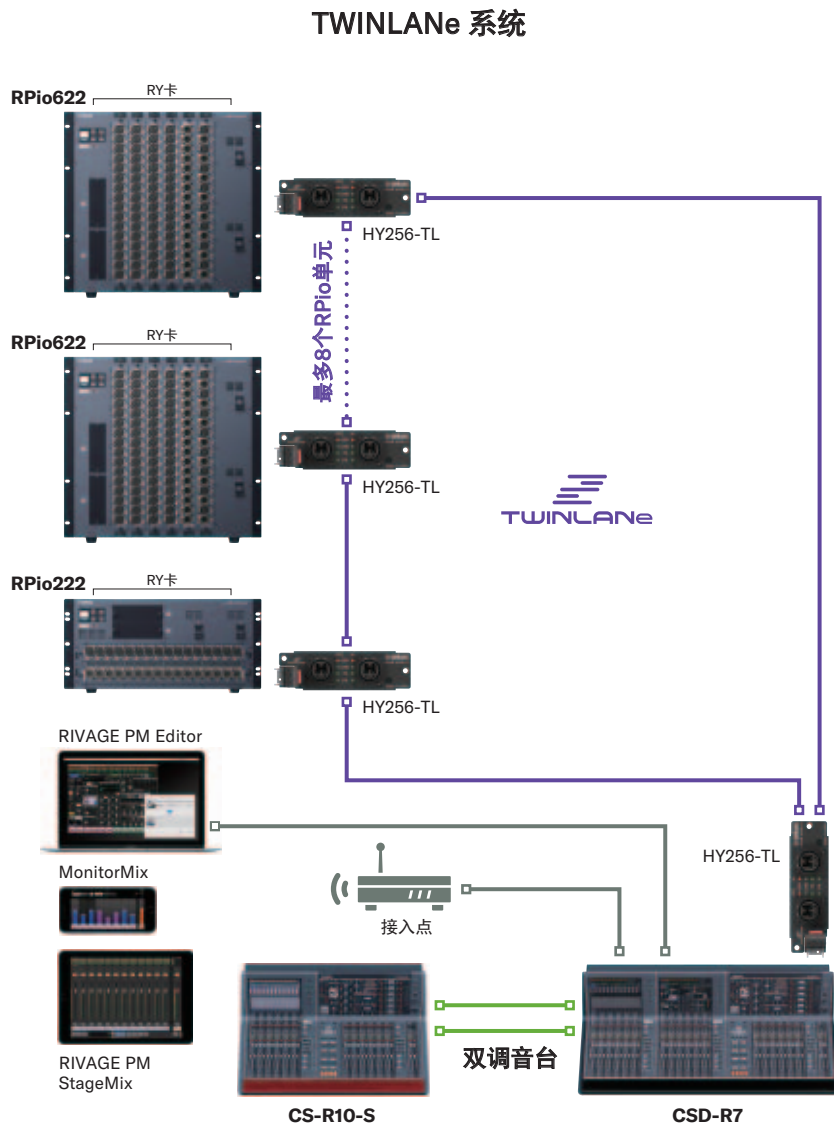 TWINLANe 系统
RPio622
RY卡
HY256-TL
最多8个RPio单元
RPio622
RY卡
HY256-TL
TWINLANe
RPio222
RY卡
HY256-TL
RIVAGE PM Editor
HY256-TL
MonitorMix
接入点
RIVAGE PM
StageMix
双调音台
CS-R10-S
CSD-R7